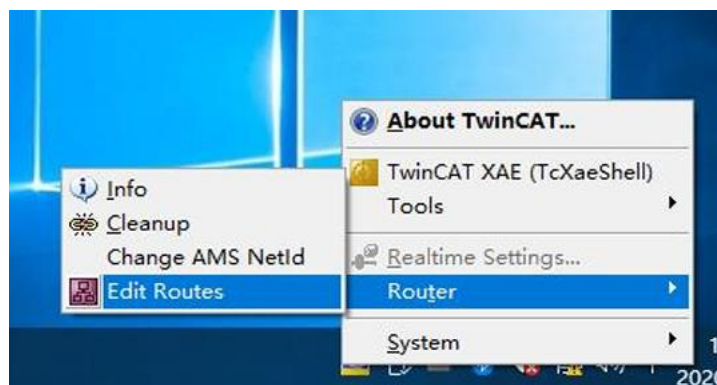 About TwinCAT...
TwinCAT XAE (TcXaeShell)
Tools
Realtime Settings...
Router
System
Info
Cleanup
Change AMS NetId
Edit Routes